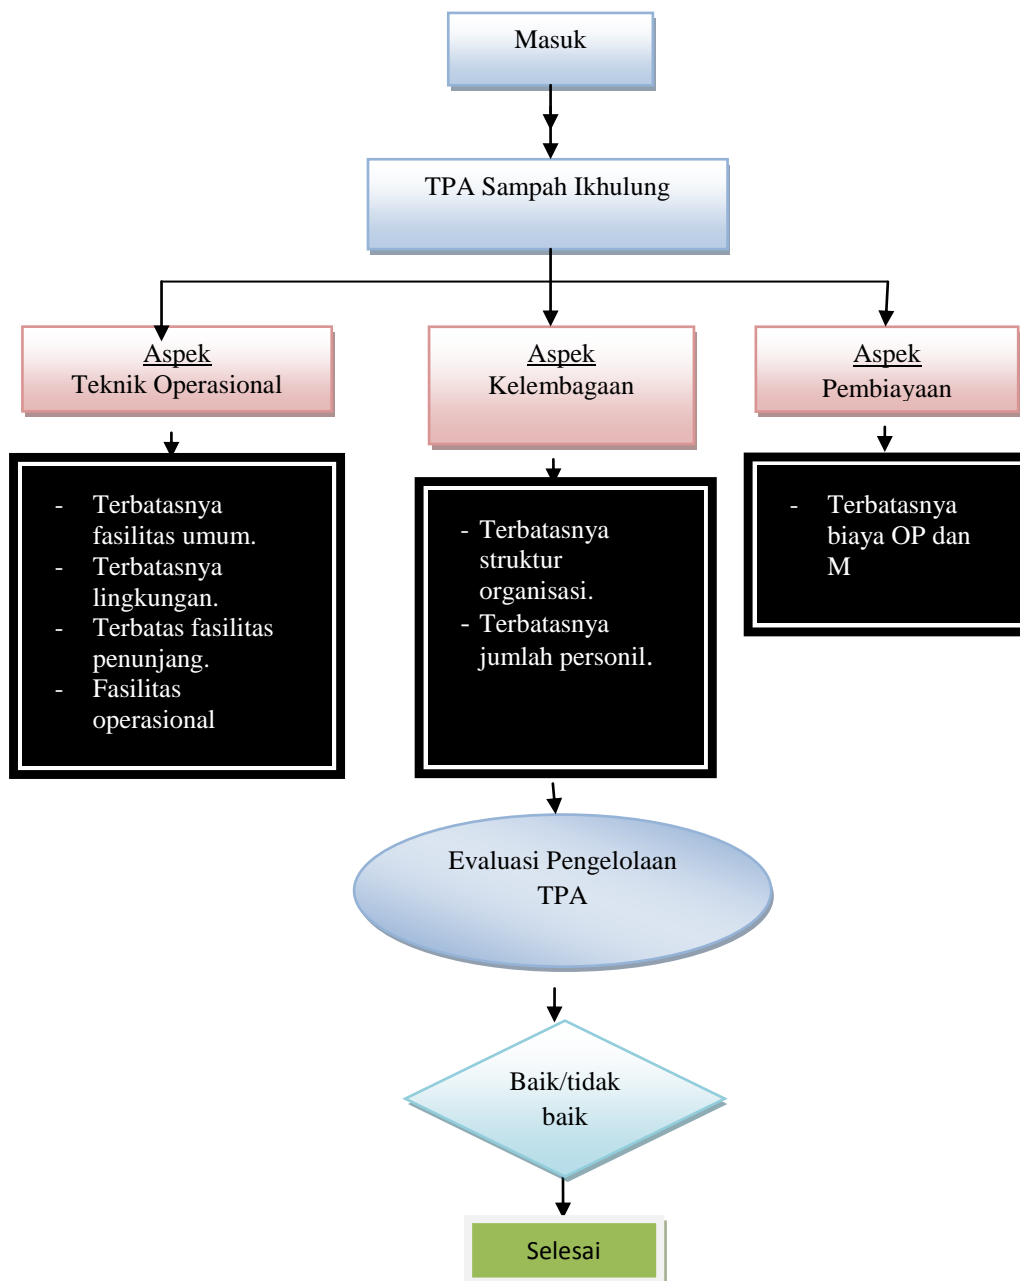 Masuk
TPA Sampah Ikhulung
Aspek
Teknik Operasional
Aspek
Kelembagaan
Aspek
Pembiayaan
- Terbatasnya
fasilitas umum.
- Terbatasnya
lingkungan.
- Terbatas fasilitas
penunjang.
- Fasilitas
operasional
- Terbatasnya
struktur
organisasi.
- Terbatasnya
jumlah personil.
- Terbatasnya
biaya OP dan
M
Evaluasi Pengelolaan
TPA
Baik/tidak
baik
Selesai